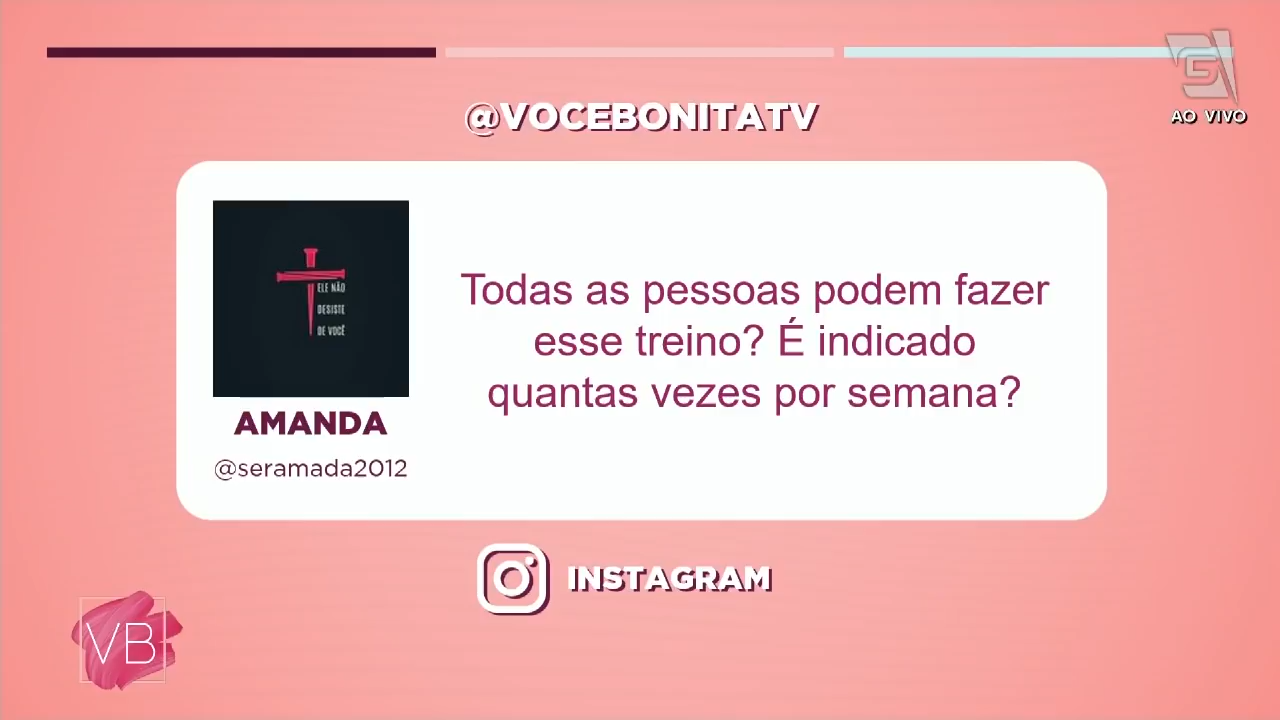 AO VIVO
@VOCEBONITATV
ELE NÃO
DESISTE
DE VOCÊ
Todas as pessoas podem fazer
esse treino? É indicado
quantas vezes por semana?
AMANDA
@seramada2012
INSTAGRAM
VB